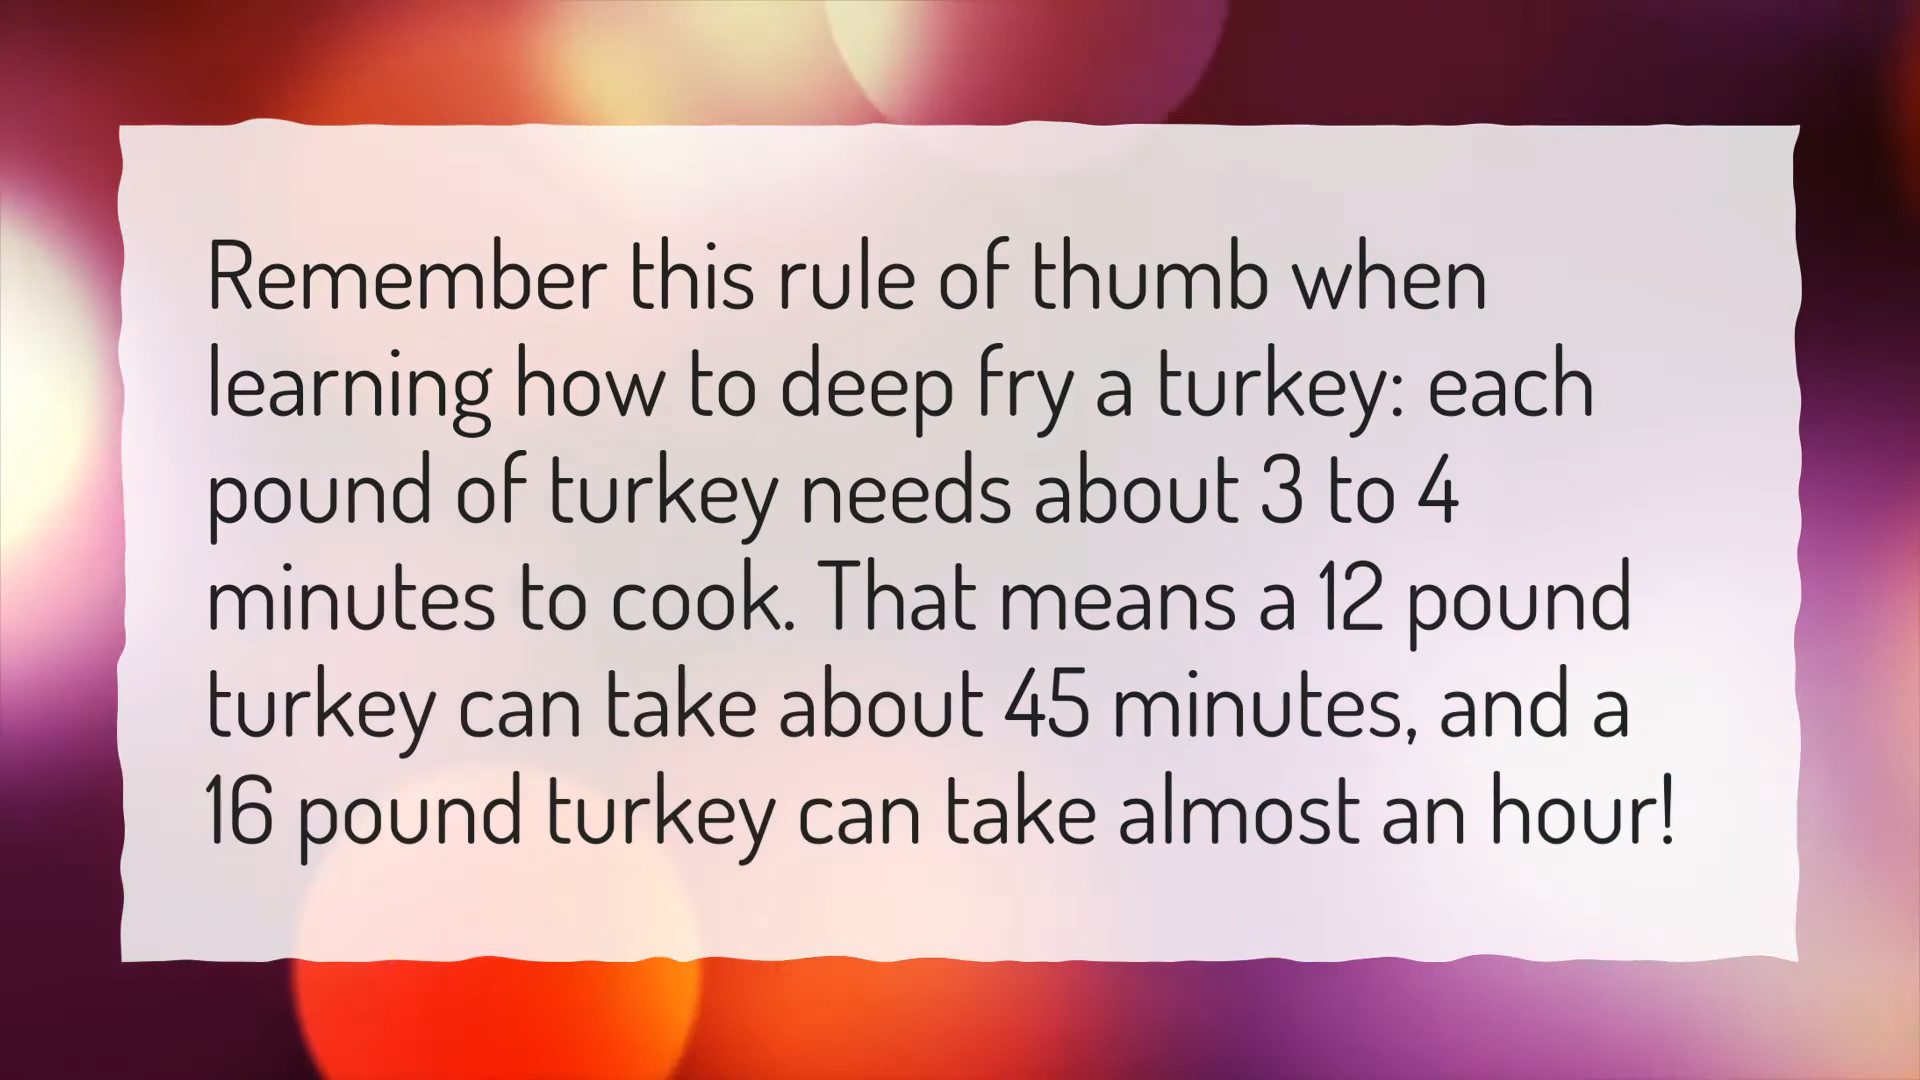 Remember this rule of thumb when
learning how to deep fry a turkey: each
pound of turkey needs about 3 to 4
minutes to cook. That means a 12 pound
turkey can take about 45 minutes, and a
16 pound turkey can take almost an hour!